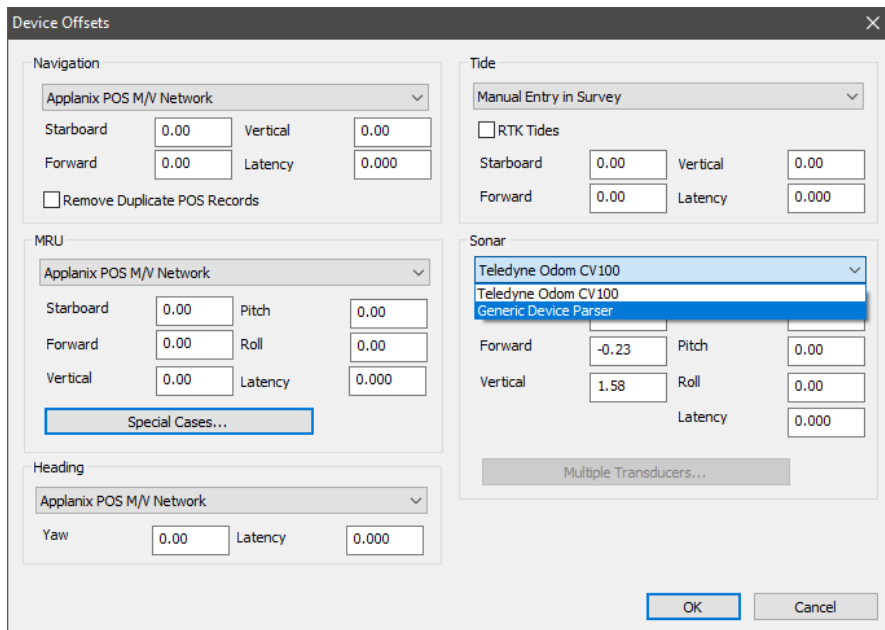 Device Offsets
Navigation
Applanix POS M/V Network
Starboard 0.00 Vertical 0.00
Forward 0.00 Latency 0.000
Remove Duplicate POS Records
MRU
Applanix POS M/V Network
Starboard 0.00 Pitch 0.00
Forward 0.00 Roll 0.00
Vertical 0.00 Latency 0.000
Special Cases...
Heading
Applanix POS M/V Network
Yaw 0.00 Latency 0.000
Tide
Manual Entry in Survey
RTK Tides
Starboard 0.00 Vertical 0.00
Forward 0.00 Latency 0.000
Sonar
Teledyne Odom CV100
Teledyne Odom CV100
Generic Device Parser
Forward -0.23 Pitch 0.00
Vertical 1.58 Roll 0.00
Latency 0.000
Multiple Transducers...
OK Cancel